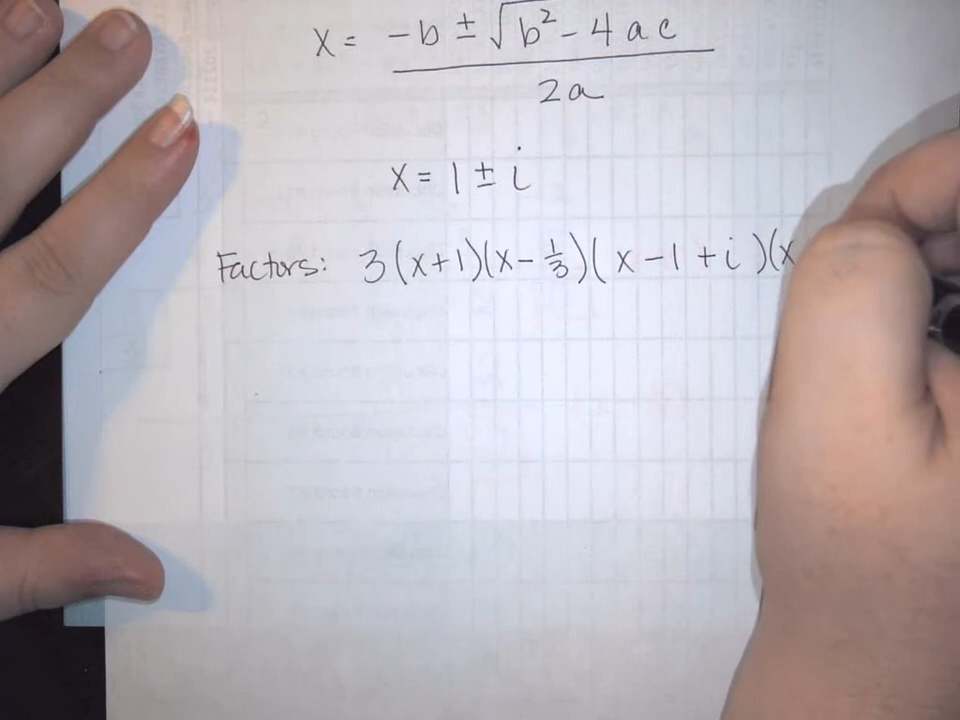 x = -b ± √b² - 4ac
2a
x = 1 ± i
Factors: 3(x+1)(x-1/3)(x-1+i)(x